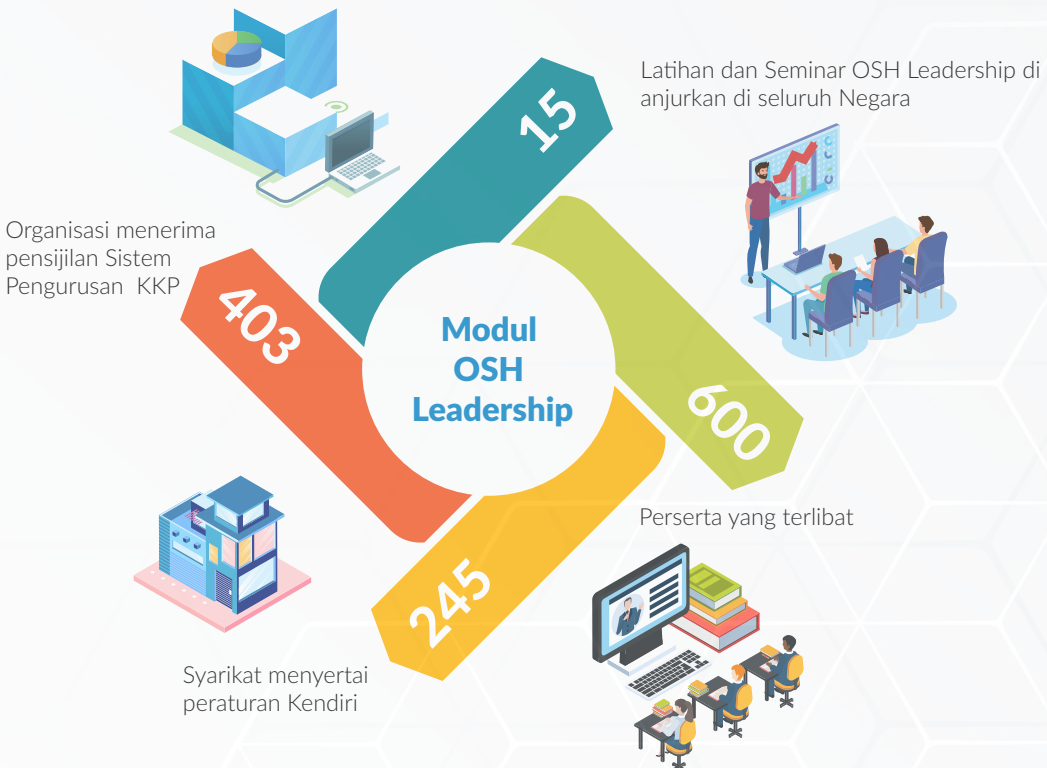 15
Latihan dan Seminar OSH Leadership di
anjurkan di seluruh Negara
Organisasi menerima
pensijilan Sistem
Pengurusan KKP
403
Modul
OSH
Leadership
600
Perserta yang terlibat
245
Syarikat menyertai
peraturan Kendiri